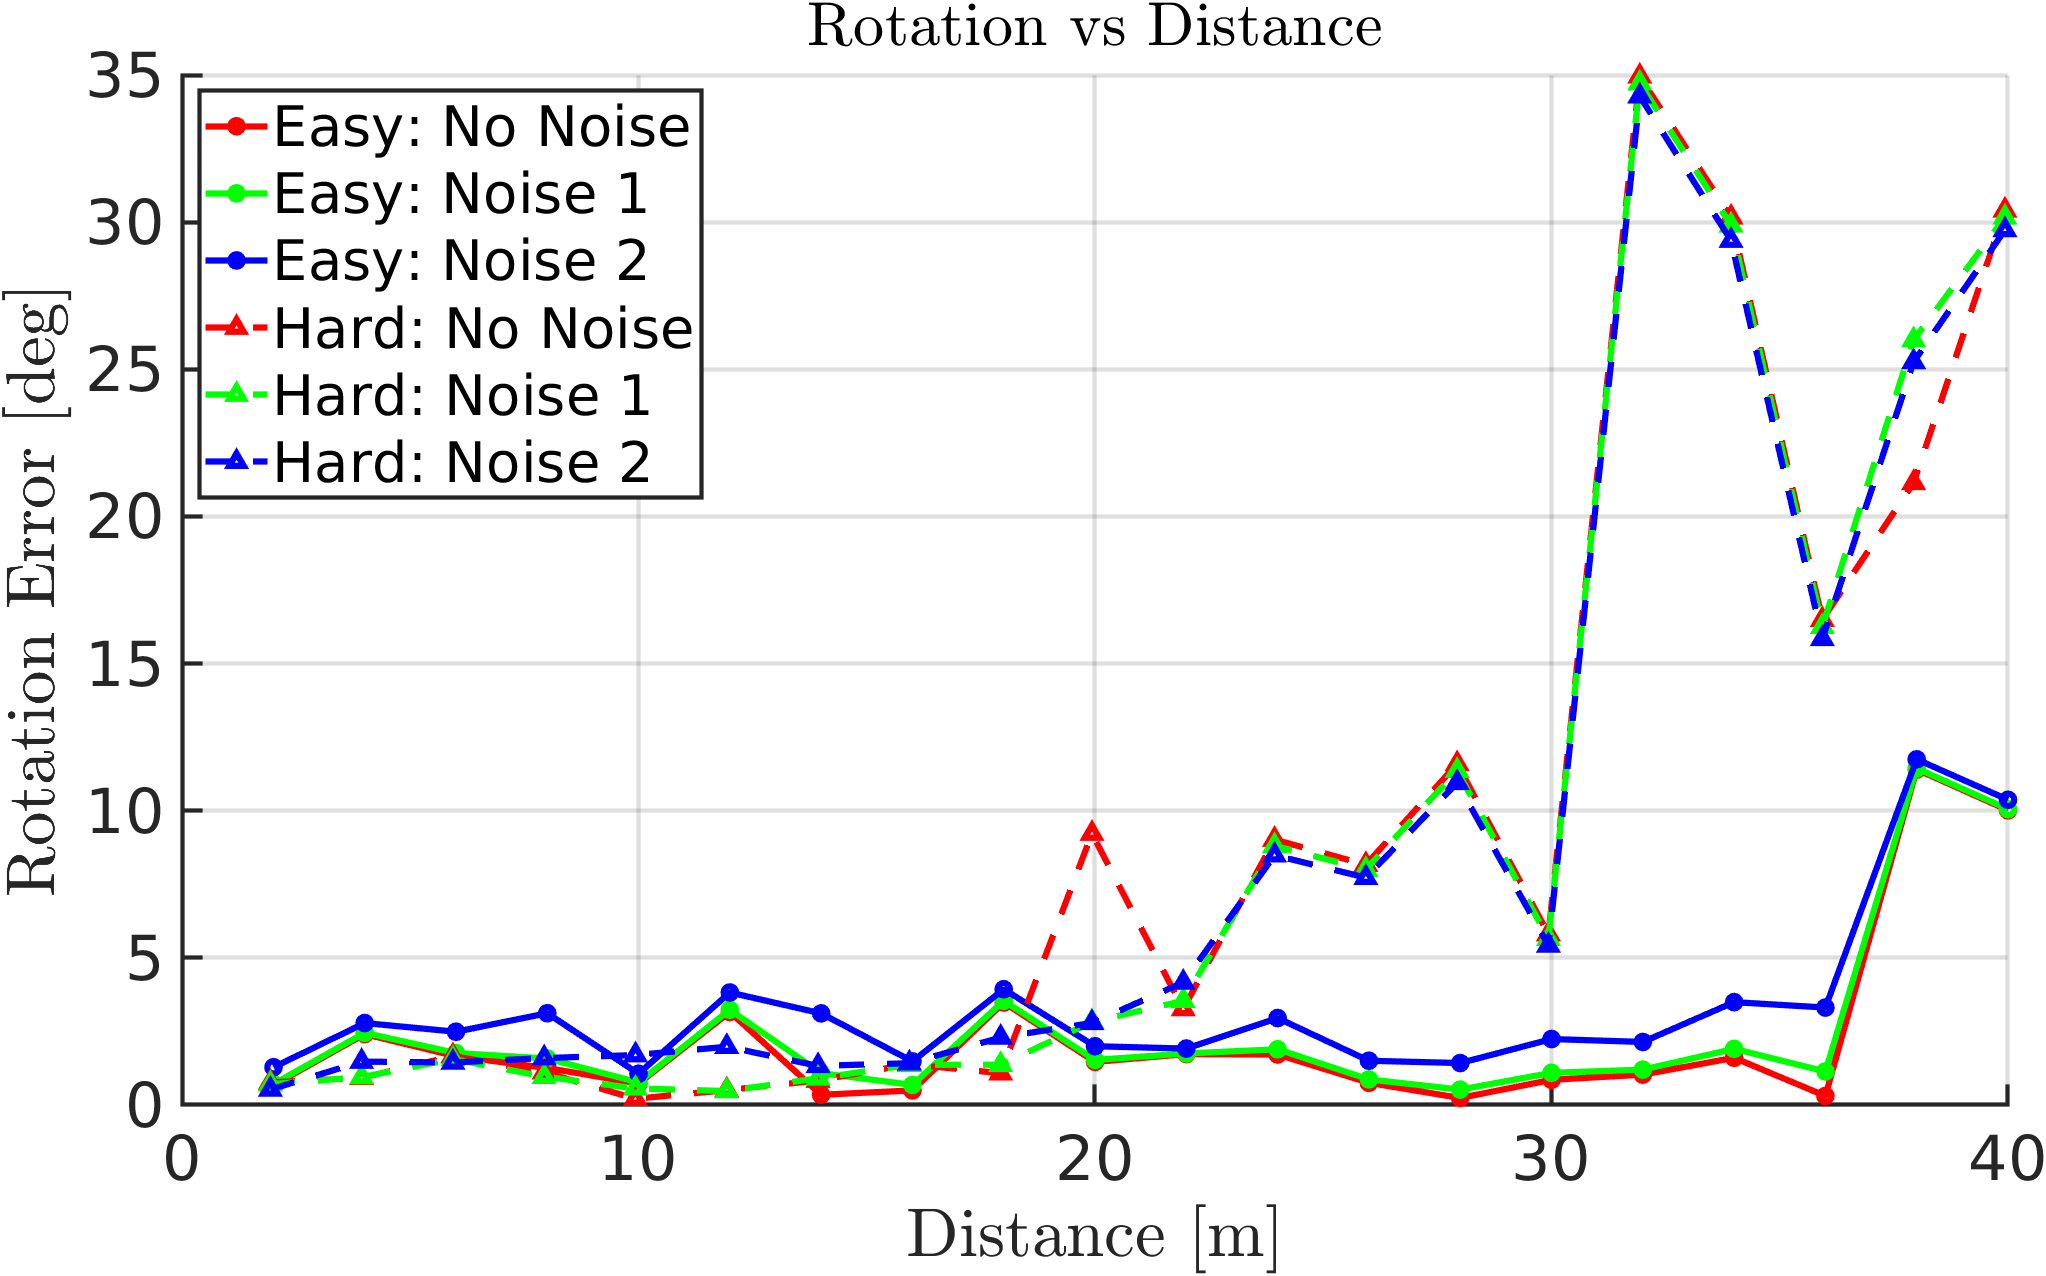 Rotation vs Distance
35
30
25
20
15
10
5
0
Rotation Error [deg]
Easy: No Noise
Easy: Noise 1
Easy: Noise 2
Hard: No Noise
Hard: Noise 1
Hard: Noise 2
0 10 20 30 40
Distance [m]